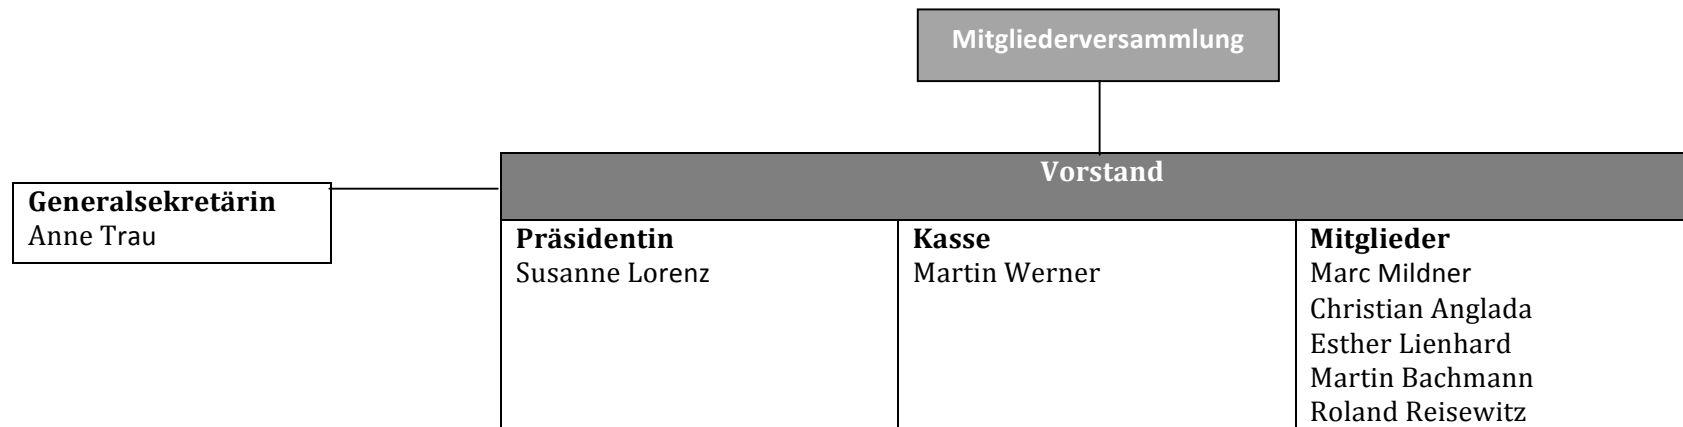 Mitgliederversammlung
Vorstand
Generalsekretärin
Anne Trau
Präsidentin
Susanne Lorenz
Kasse
Martin Werner
Mitglieder
Marc Mildner
Christian Anglada
Esther Lienhard
Martin Bachmann
Roland Reisewitz